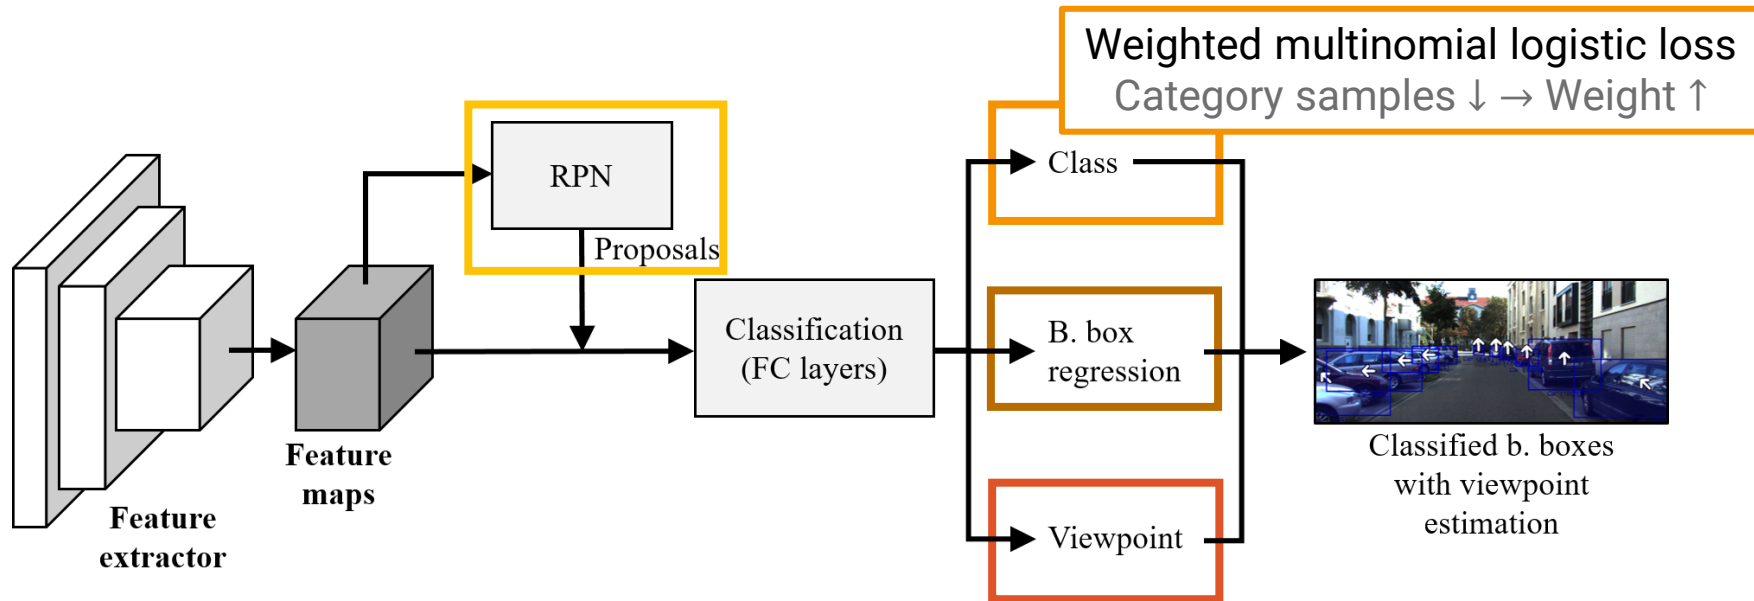 Weighted multinomial logistic loss
Category samples ↓ → Weight ↑
RPN
Proposals
Class
Classification
(FC layers)
B. box
regression
Viewpoint
Feature
extractor
Feature
maps
Classified b. boxes
with viewpoint
estimation